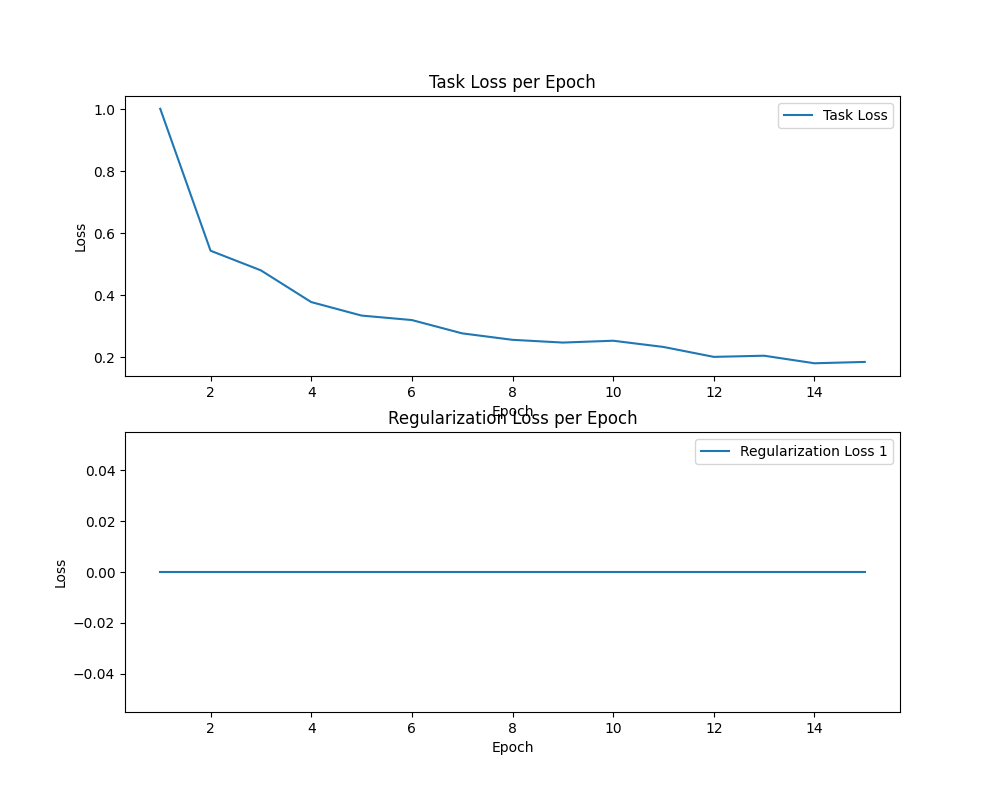 Task Loss per Epoch
Task Loss
Loss
1.0
0.8
0.6
0.4
0.2
2 4 6 8 10 12 14
Epoch
Regularization Loss per Epoch
Regularization Loss 1
Loss
0.04
0.02
0.00
−0.02
−0.04
2 4 6 8 10 12 14
Epoch